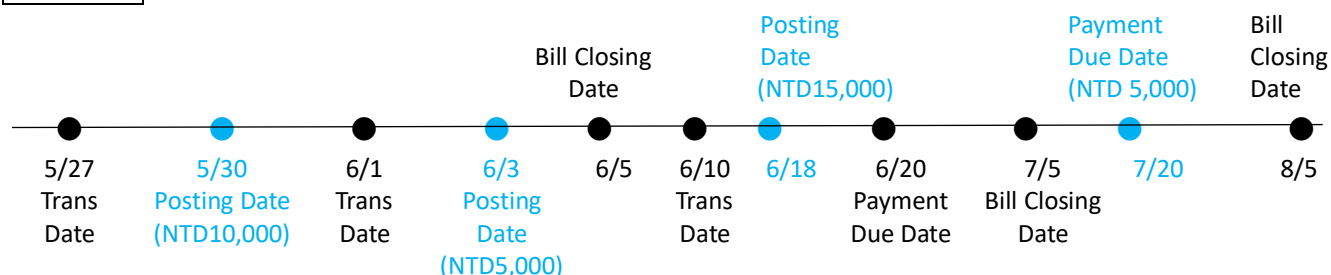 Posting
Date
(NTD15,000)
Payment
Due Date
(NTD 5,000)
Bill
Closing
Date
Bill Closing
Date
5/27
Trans
Date
5/30
Posting Date
(NTD10,000)
6/1
Trans
Date
6/3
Posting
Date
(NTD5,000)
6/5
6/10
Trans
Date
6/18
6/20
Payment
Due Date
7/5
Bill Closing
Date
7/20
8/5